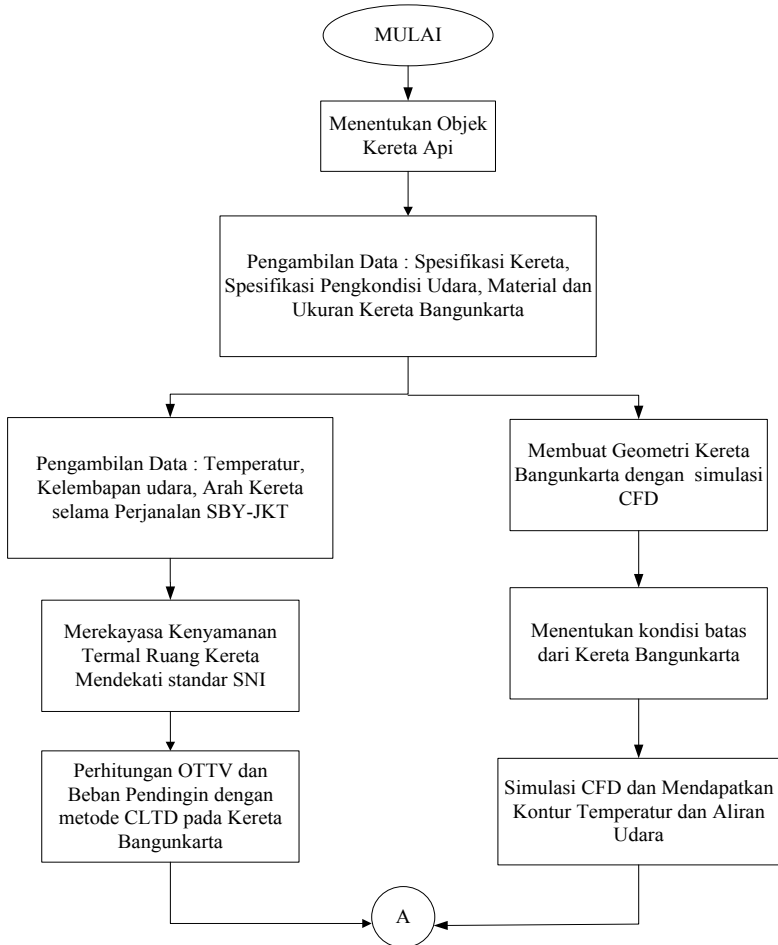 MULAI
Menentukan Objek
Kereta Api
Pengambilan Data : Spesifikasi Kereta,
Spesifikasi Pengkondisi Udara, Material dan
Ukuran Kereta Bangunkarta
Pengambilan Data : Temperatur,
Kelembapan udara, Arah Kereta
selama Perjanalan SBY-JKT
Merekayasa Kenyamanan
Termal Ruang Kereta
Mendekati standar SNI
Perhitungan OTTV dan
Beban Pendingin dengan
metode CLTD pada Kereta
Bangunkarta
Membuat Geometri Kereta
Bangunkarta dengan simulasi
CFD
Menentukan kondisi batas
dari Kereta Bangunkarta
Simulasi CFD dan Mendapatkan
Kontur Temperatur dan Aliran
Udara
A